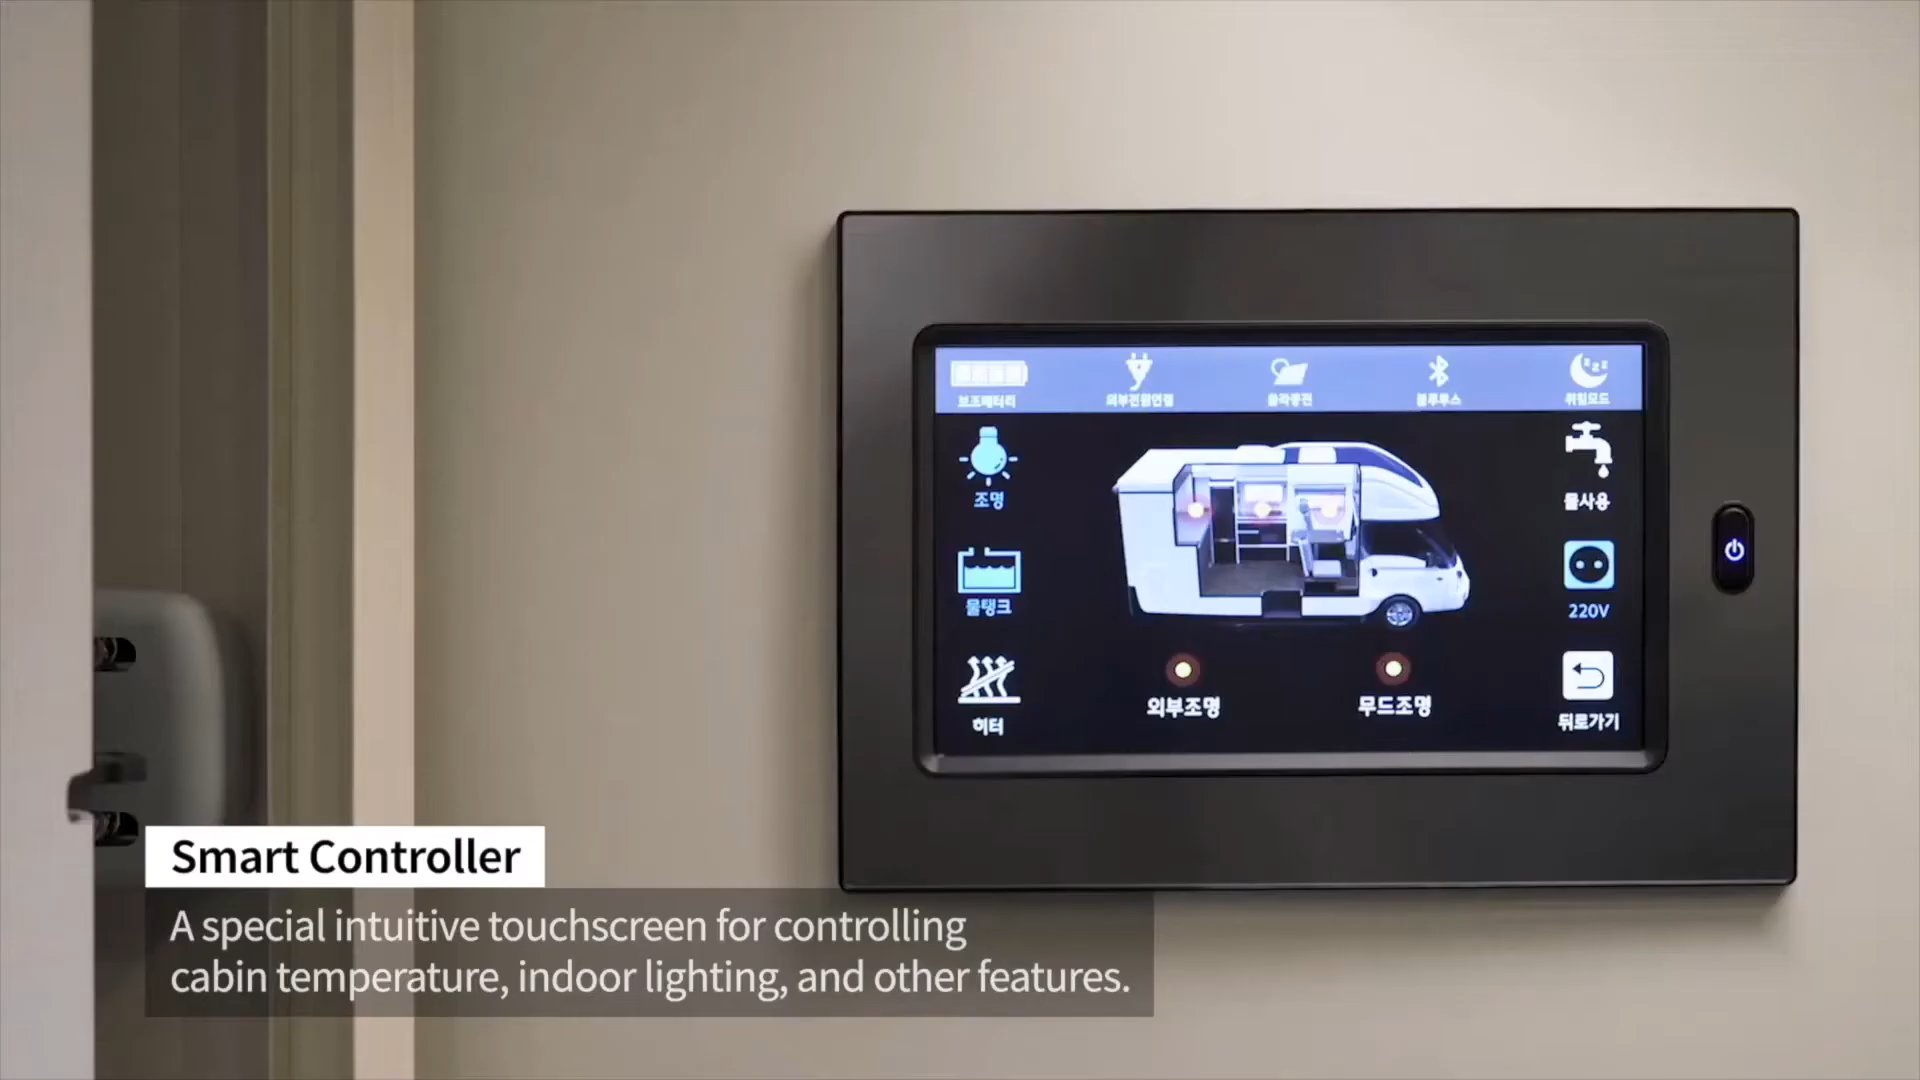 보조배터리
외부전원연결
블루투스
취침모드
조명
물탱크
히터
물사용
220V
뒤로가기
외부조명
무드조명
Smart Controller
A special intuitive touchscreen for controlling
cabin temperature, indoor lighting, and other features.